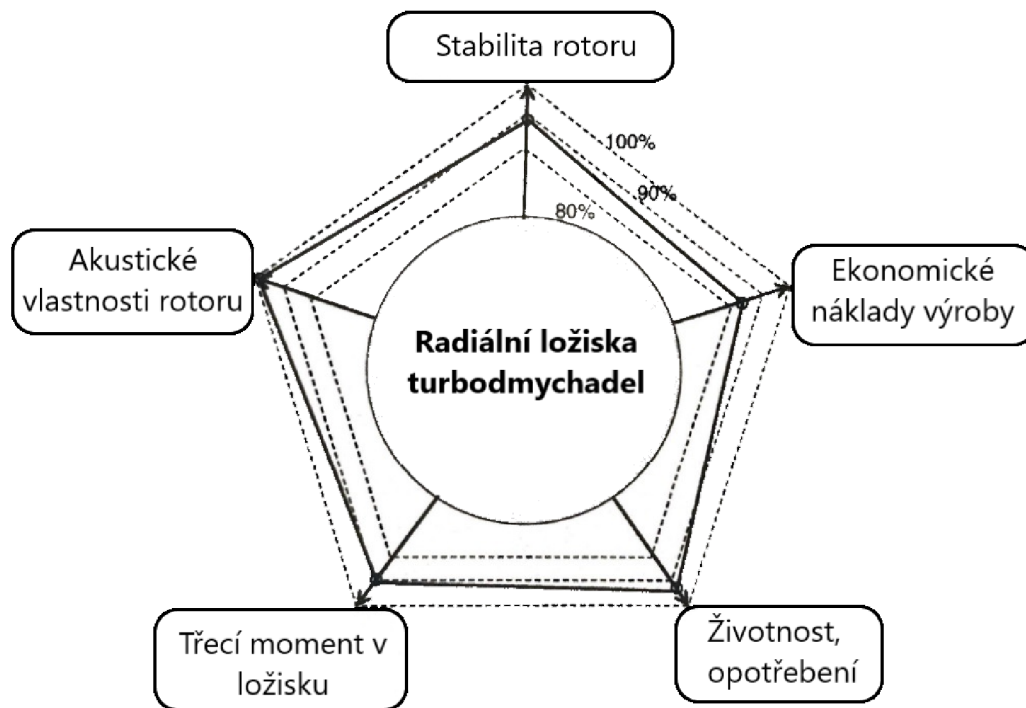 Stabilita rotoru
100%
90%
80%
Akustické
vlastnosti rotoru
Ekonomické
náklady výroby
Radiální ložiska
turbodmychadel
Třecí moment v
ložisku
Životnost,
opotřebení